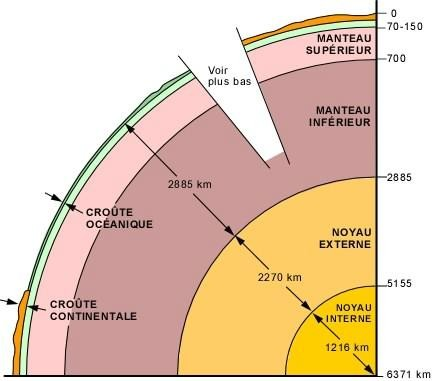 0
70-150
MANTEAU
SUPÉRIEUR
700
Voir
plus bas
MANTEAU
INFÉRIEUR
2885 km
2885
CROÛTE
OCÉANIQUE
NOYAU
EXTERNE
2270 km
5155
CROÛTE
CONTINENTALE
NOYAU
INTERNE
1216 km
6371 km